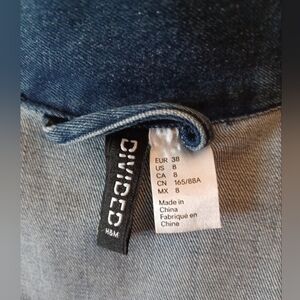 DIVIDED
H&M
EUR 38
US 8
CA 8
CN 165/88A
MX 8
Made in
China
Fabriqué en
Chine